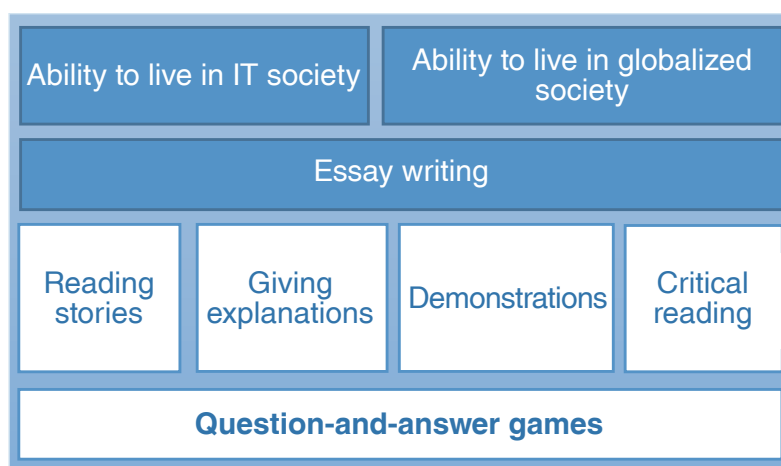 Ability to live in IT society
Ability to live in globalized
society
Essay writing
Reading
stories
Giving
explanations
Demonstrations
Critical
reading
Question-and-answer games